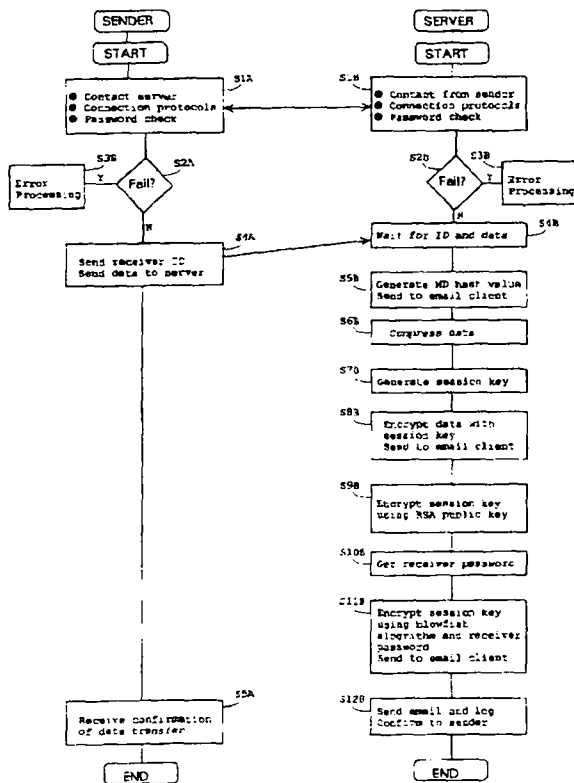 SENDER
START
S1A
● Contact server
● Connection protocols
● Password check
S2A
Fail?
Y
N
S3B
Error
Processing
S4A
Send receiver ID
Send data to server
S5A
Receive confirmation
of data transfer
END
SERVER
START
S1B
● Contact from sender
● Connection protocols
● Password check
S2B
Fail?
Y
N
S3B
Error
Processing
S4B
Wait for ID and data
S5B
Generate MD hash value
Send to email client
S6B
Compress data
S7B
Generate session key
S8B
Encrypt data with
session key
Send to email client
S9B
Encrypt session key
using RSA public key
S10B
Get receiver password
S11B
Encrypt session key
using blowfish
algorithm and receiver
password
Send to email client
S12B
Send email and log
Confirm to sender
END